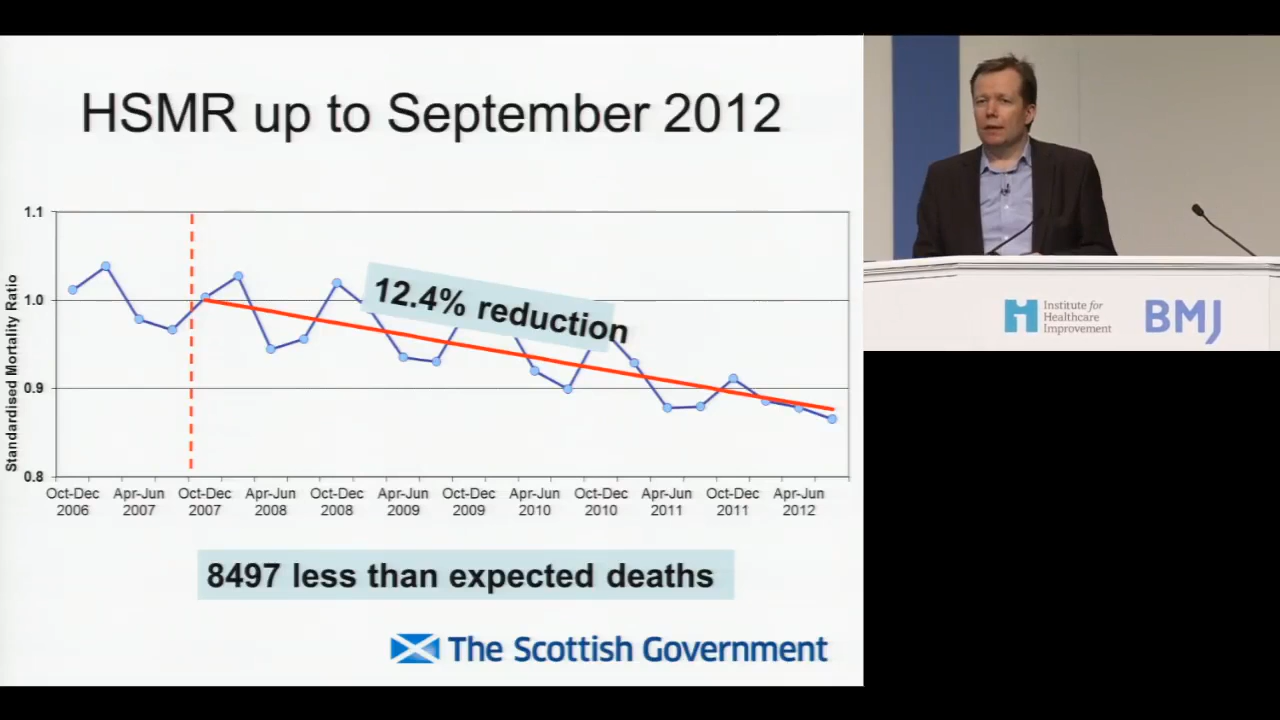 HSMR up to September 2012
Standardised Mortality Ratio
1.1
1.0
0.9
0.8
12.4% reduction
Oct-Dec 2006
Apr-Jun 2007
Oct-Dec 2007
Apr-Jun 2008
Oct-Dec 2008
Apr-Jun 2009
Oct-Dec 2009
Apr-Jun 2010
Oct-Dec 2010
Apr-Jun 2011
Oct-Dec 2011
Apr-Jun 2012
8497 less than expected deaths
The Scottish Government
Institute for
Healthcare
Improvement
BMJ